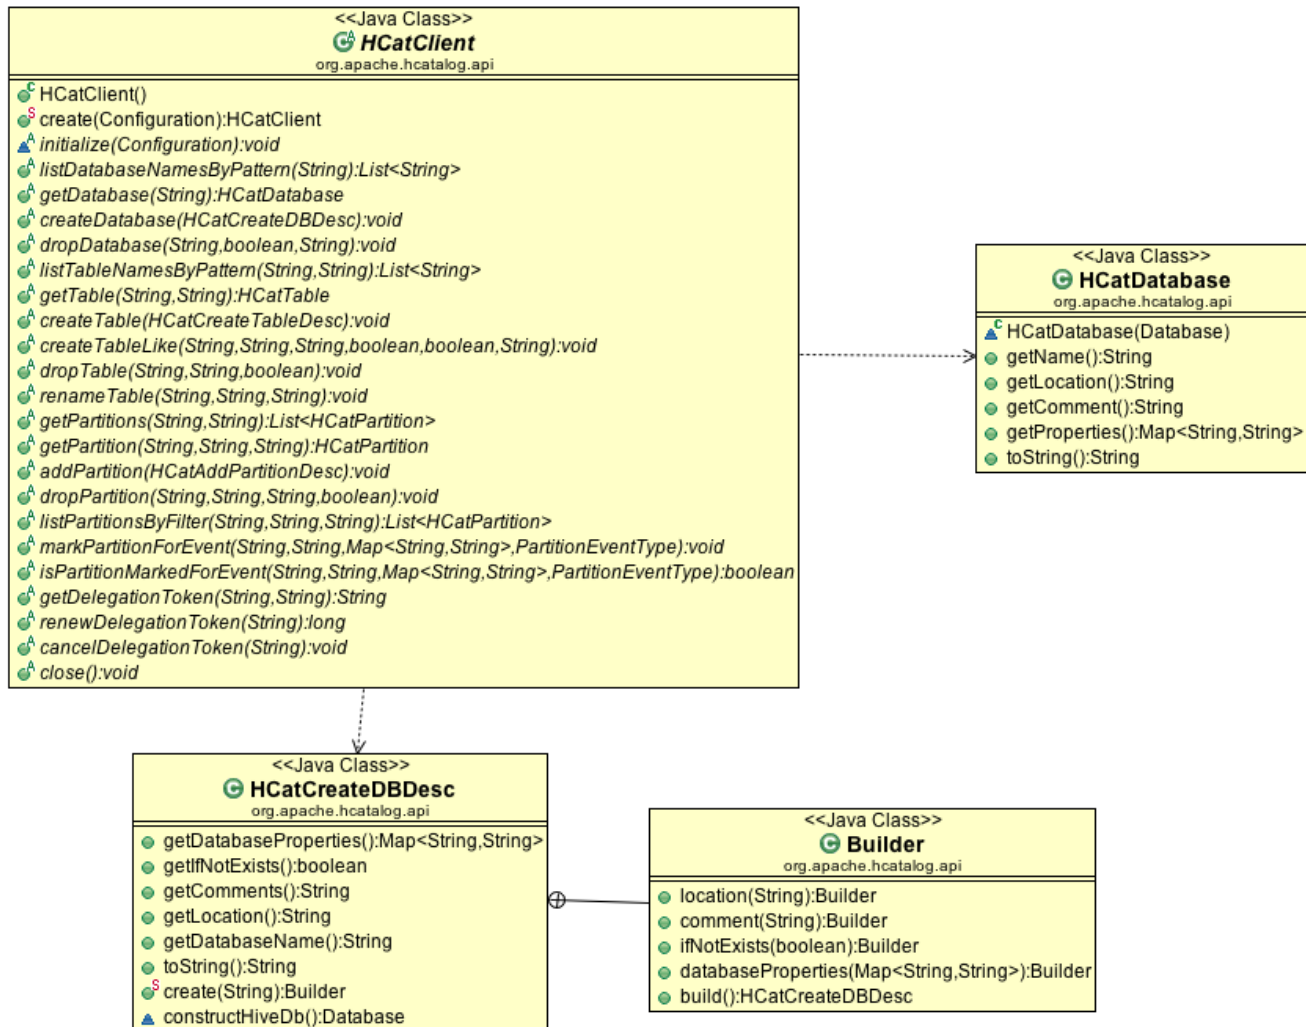 <<Java Class>>
HCatClient
org.apache.hcatalog.api
HCatClient()
create(Configuration):HCatClient
initialize(Configuration):void
listDatabaseNamesByPattern(String):List<String>
getDatabase(String):HCatDatabase
createDatabase(HCatCreateDBDesc):void
dropDatabase(String,boolean,String):void
listTableNamesByPattern(String,String):List<String>
getTable(String,String):HCatTable
createTable(HCatCreateTableDesc):void
createTableLike(String,String,String,boolean,boolean,String):void
dropTable(String,String,boolean):void
renameTable(String,String,String):void
getPartitions(String,String):List<HCatPartition>
getPartition(String,String,String):HCatPartition
addPartition(HCatAddPartitionDesc):void
dropPartition(String,String,String,boolean):void
listPartitionsByFilter(String,String,String):List<HCatPartition>
markPartitionForEvent(String,String,Map<String,String>,PartitionEventType):void
isPartitionMarkedForEvent(String,String,Map<String,String>,PartitionEventType):boolean
getDelegationToken(String,String):String
renewDelegationToken(String):long
cancelDelegationToken(String):void
close():void
<<Java Class>>
HCatDatabase
org.apache.hcatalog.api
HCatDatabase(Database)
getName():String
getLocation():String
getComment():String
getProperties():Map<String,String>
toString():String
<<Java Class>>
HCatCreateDBDesc
org.apache.hcatalog.api
getDatabaseProperties():Map<String,String>
getIfNotExists():boolean
getComments():String
getLocation():String
getDatabaseName():String
toString():String
create(String):Builder
constructHiveDb():Database
<<Java Class>>
Builder
org.apache.hcatalog.api
location(String):Builder
comment(String):Builder
ifNotExists(boolean):Builder
databaseProperties(Map<String,String>):Builder
build():HCatCreateDBDesc